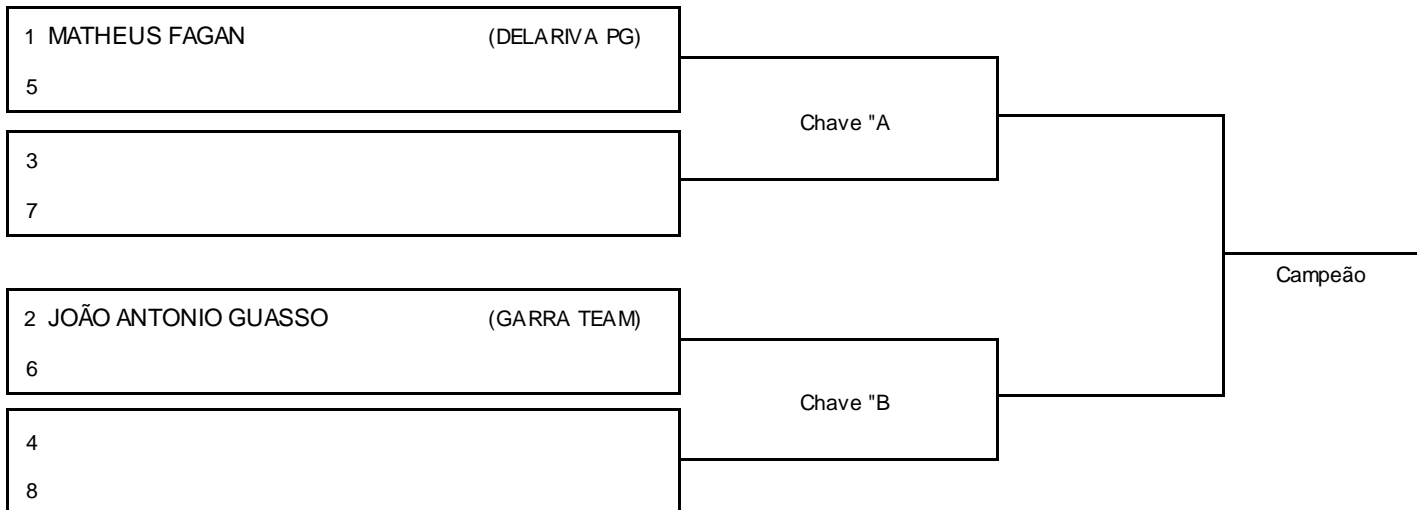 1 MATHEUS FAGAN (DELARIVA PG)
5
Chave "A
3
7
Campeão
2 JOÃO ANTONIO GUASSO (GARRA TEAM)
6
Chave "B
4
8